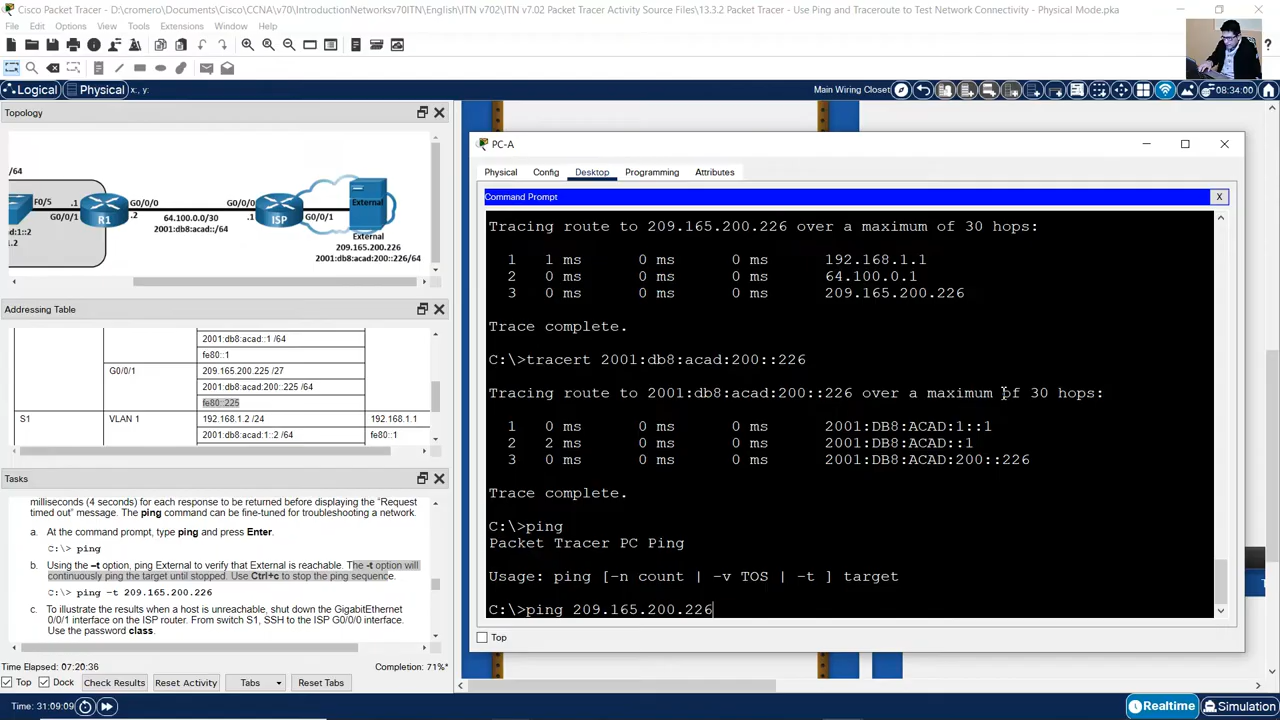 Cisco Packet Tracer - D:\cromero\Documents\Cisco\CCNA\v70\IntroductionNetworksv70ITN\English\ITN v702\ITN v7.02 Packet Tracer Activity Source Files\13.3.2 Packet Tracer - Use Ping and Traceroute to Test Network Connectivity - Physical Mode.pka
File Edit Options View Tools Extensions Window Help
Logical Physical x:, y: Main Wiring Closet 08:34:00
Topology
/64
F0/5 .1 G0/0/0 G0/0/0 External
G0/0/1 R1 .2 64.100.0.0/30 .1 ISP G0/0/1
2001:db8:acad::/64
1::2
1.2
External
209.165.200.226
2001:db8:acad:200::226/64
Addressing Table
2001:db8:acad::1 /64
fe80::1
G0/0/1 209.165.200.225 /27
2001:db8:acad:200::225 /64
fe80::225
S1 VLAN 1 192.168.1.2 /24 192.168.1.1
2001:db8:acad:1::2 /64 fe80::1
Tasks
milliseconds (4 seconds) for each response to be returned before displaying the “Request
timed out” message. The ping command can be fine-tuned for troubleshooting a network.
a. At the command prompt, type ping and press Enter.
C:\> ping
b. Using the –t option, ping External to verify that External is reachable. The -t option will
continuously ping the target until stopped. Use Ctrl+c to stop the ping sequence.
C:\> ping -t 209.165.200.226
c. To illustrate the results when a host is unreachable, shut down the GigabitEthernet
0/0/1 interface on the ISP router. From switch S1, SSH to the ISP G0/0/0 interface.
Use the password class.
Time Elapsed: 07:20:36 Completion: 71%*
Top Dock Check Results Reset Activity Tabs Reset Tabs
Time: 31:09:09 Realtime Simulation
PC-A
Physical Config Desktop Programming Attributes
Command Prompt X
Tracing route to 209.165.200.226 over a maximum of 30 hops:
1 1 ms 0 ms 0 ms 192.168.1.1
2 0 ms 0 ms 0 ms 64.100.0.1
3 0 ms 0 ms 0 ms 209.165.200.226
Trace complete.
C:\>tracert 2001:db8:acad:200::226
Tracing route to 2001:db8:acad:200::226 over a maximum of 30 hops:
1 0 ms 0 ms 0 ms 2001:DB8:ACAD:1::1
2 2 ms 0 ms 0 ms 2001:DB8:ACAD::1
3 0 ms 0 ms 0 ms 2001:DB8:ACAD:200::226
Trace complete.
C:\>ping
Packet Tracer PC Ping
Usage: ping [-n count | -v TOS | -t ] target
C:\>ping 209.165.200.226
Top